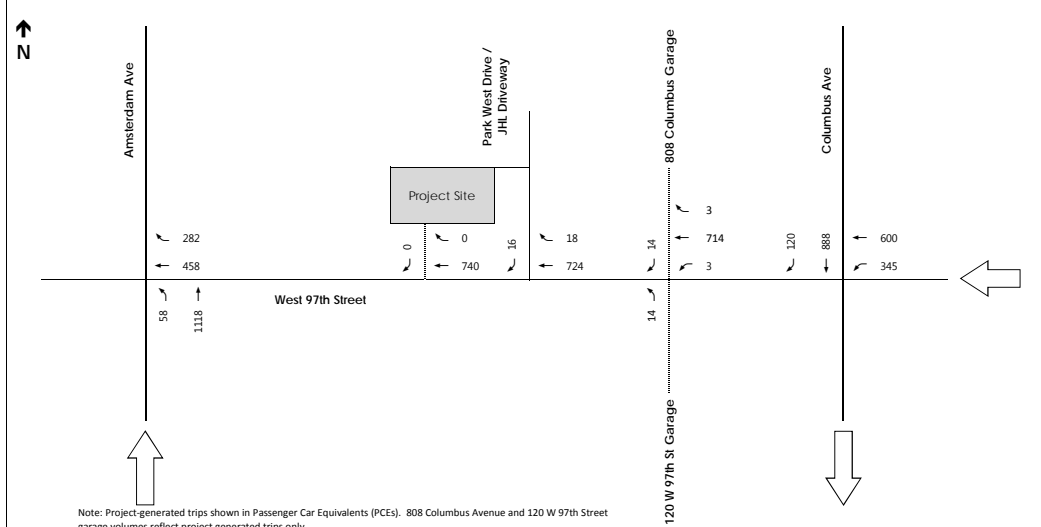 N
Amsterdam Ave
Park West Drive /
JHL Driveway
808 Columbus Garage
Columbus Ave
Project Site
3
282
0
0
16
18
14
714
120
888
600
458
740
724
3
345
West 97th Street
58
1118
14
120 W 97th St Garage
Note: Project-generated trips shown in Passenger Car Equivalents (PCEs). 808 Columbus Avenue and 120 W 97th Street
garage volumes reflect project generated trips only